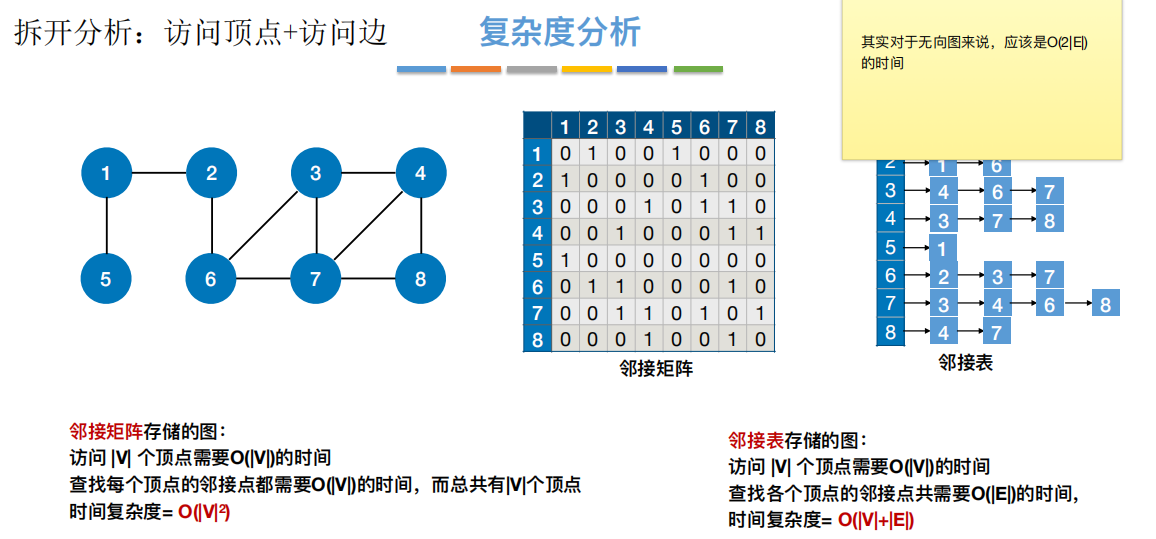 拆开分析：访问顶点+访问边
复杂度分析
其实对于无向图来说，应该是O(2|E|)
的时间
1 2 3 4
5 6 7 8
1 2 3 4 5 6 7 8
1 0 1 0 0 1 0 0 0
2 1 0 0 0 0 1 0 0
3 0 0 0 1 0 1 1 0
4 0 0 1 0 0 0 1 1
5 1 0 0 0 0 0 0 0
6 0 1 1 0 0 0 1 0
7 0 0 1 1 0 1 0 1
8 0 0 0 1 0 0 1 0
邻接矩阵
2 1 6
3 4 6 7
4 3 7 8
5 1
6 2 3 7
7 3 4 6 8
8 4 7
邻接表
邻接矩阵存储的图：
访问 |V| 个顶点需要O(|V|)的时间
查找每个顶点的邻接点都需要O(|V|)的时间，而总共有|V|个顶点
时间复杂度= O(|V|²)
邻接表存储的图：
访问 |V| 个顶点需要O(|V|)的时间
查找各个顶点的邻接点共需要O(|E|)的时间，
时间复杂度= O(|V|+|E|)